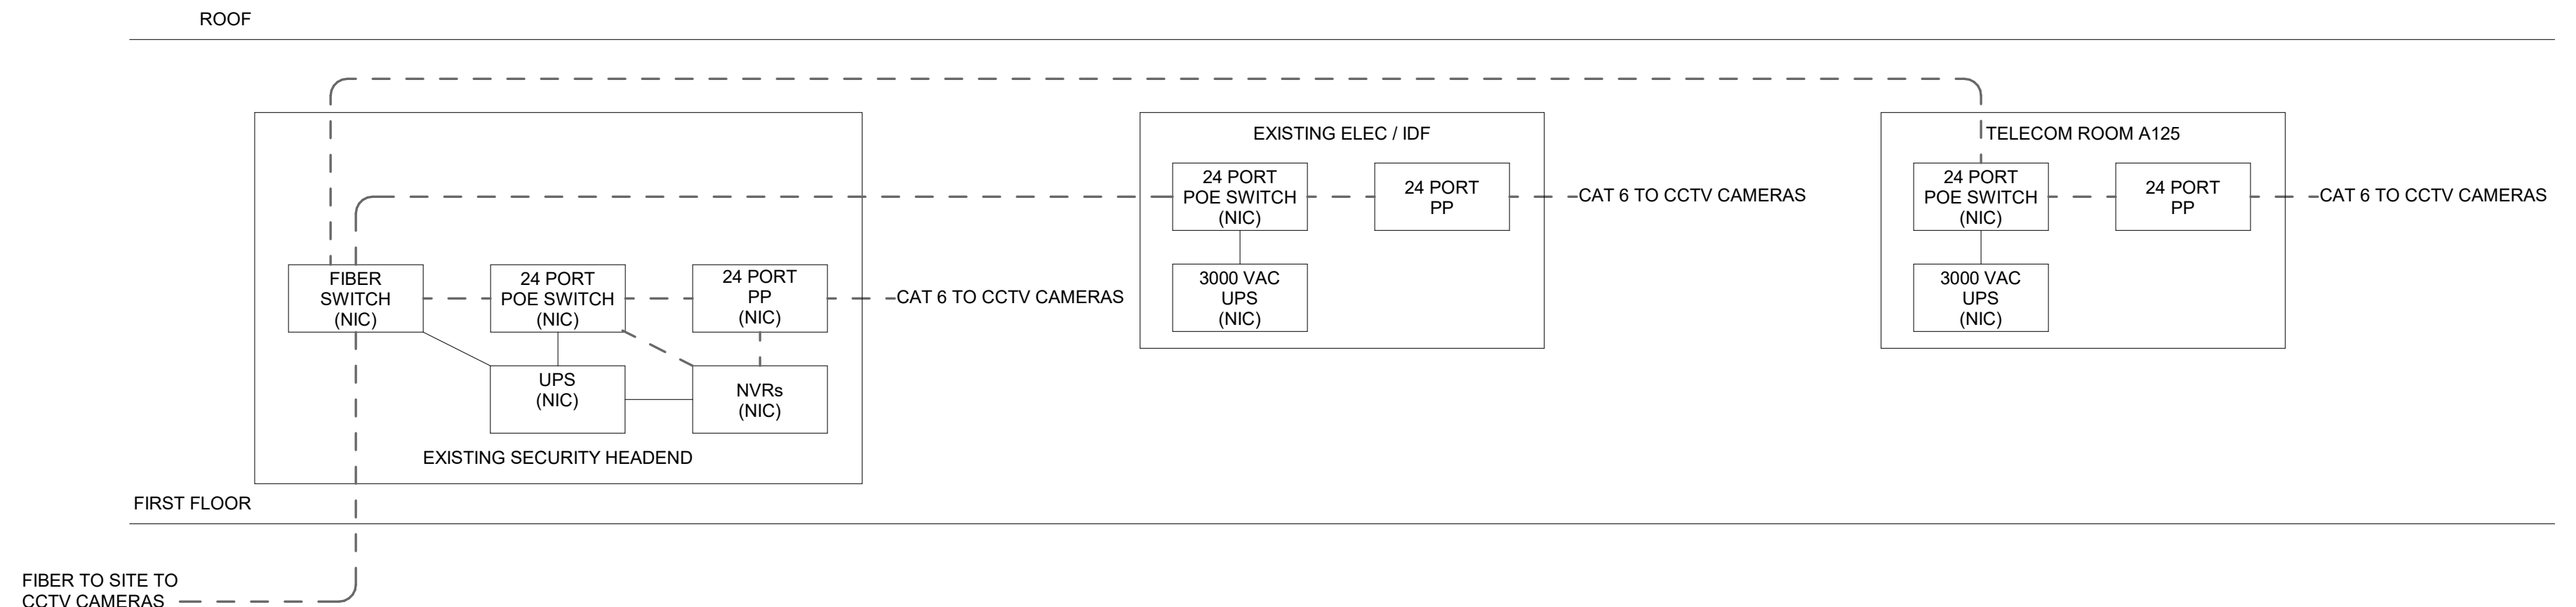 ROOF
EXISTING ELEC / IDF
TELECOM ROOM A125
24 PORT
POE SWITCH
(NIC)
24 PORT
PP
CAT 6 TO CCTV CAMERAS
24 PORT
POE SWITCH
(NIC)
24 PORT
PP
CAT 6 TO CCTV CAMERAS
FIBER
SWITCH
(NIC)
24 PORT
POE SWITCH
(NIC)
24 PORT
PP
(NIC)
CAT 6 TO CCTV CAMERAS
3000 VAC
UPS
(NIC)
3000 VAC
UPS
(NIC)
UPS
(NIC)
NVRs
(NIC)
EXISTING SECURITY HEADEND
FIRST FLOOR
FIBER TO SITE TO
CCTV CAMERAS